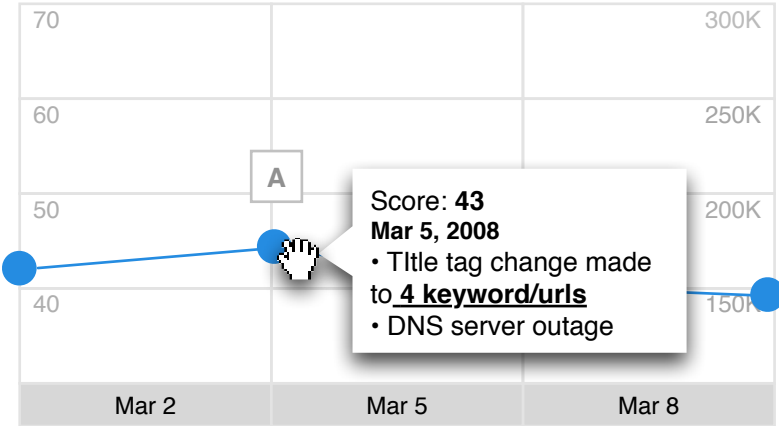 70 300K
60 250K
A
50 200K
Score: 43
Mar 5, 2008
• TItle tag change made
to 4 keyword/urls
• DNS server outage
40 150K
Mar 2 Mar 5 Mar 8